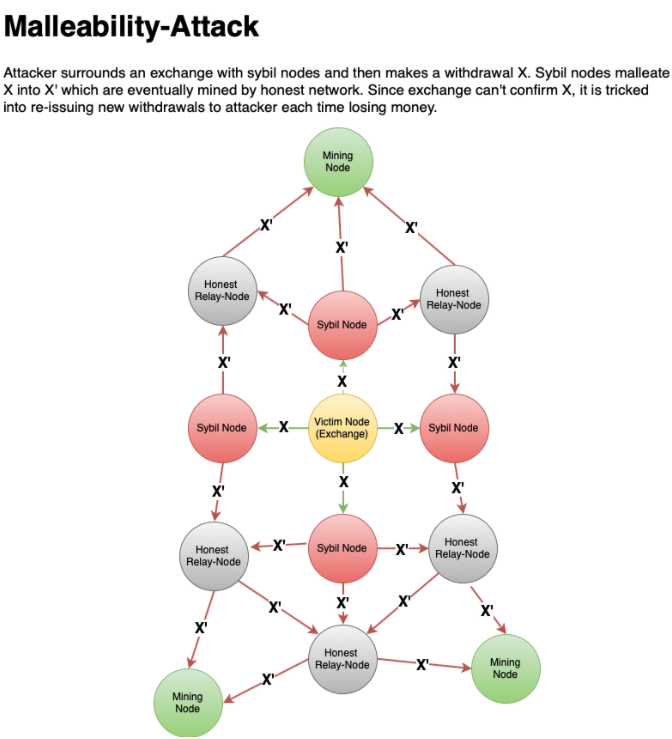 Malleability-Attack
Attacker surrounds an exchange with sybil nodes and then makes a withdrawal X. Sybil nodes malleate
X into X' which are eventually mined by honest network. Since exchange can't confirm X, it is tricked
into re-issuing new withdrawals to attacker each time losing money.
Mining
Node
X'
X'
X'
Honest
Relay-Node
Honest
Relay-Node
X'
X'
Sybil Node
X'
X'
X
Sybil Node
X
Victim Node
(Exchange)
X
Sybil Node
X'
X
X'
Honest
Relay-Node
X'
Sybil Node
X'
Honest
Relay-Node
X'
X'
X'
X'
X'
Honest
Relay-Node
X'
X'
Mining
Node
Mining
Node